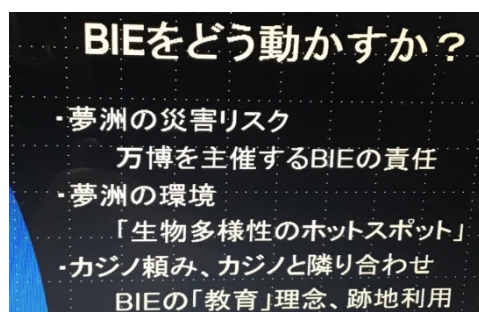 BIEをどう動かすか？
・夢洲の災害リスク
万博を主催するBIEの責任
・夢洲の環境
「生物多様性のホットスポット」
・カジノ頼み、カジノと隣り合わせ
BIEの「教育」理念、跡地利用